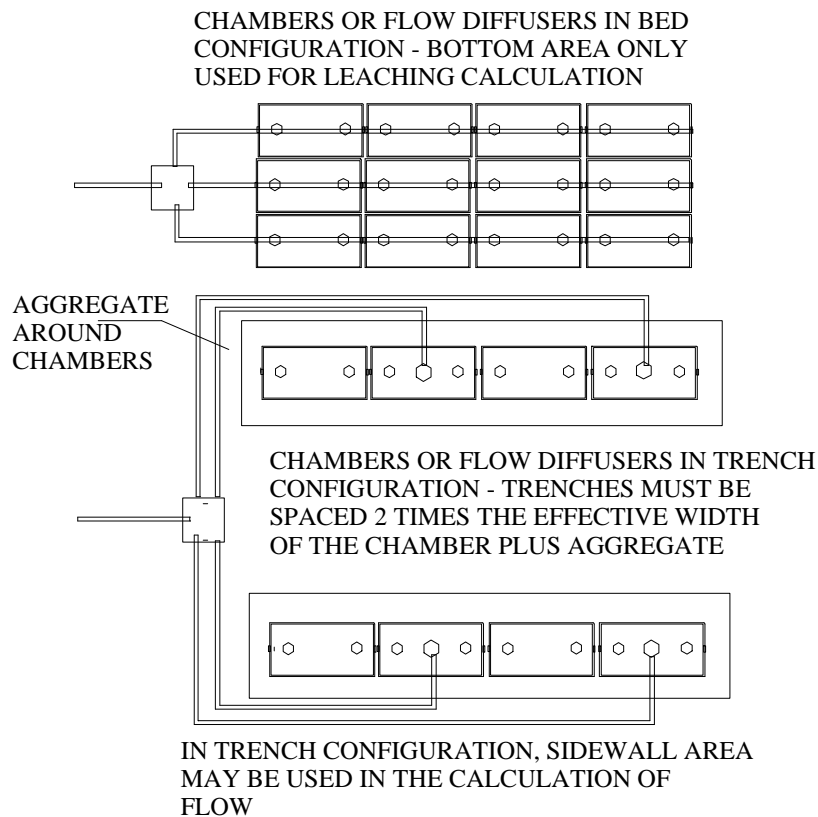 CHAMBERS OR FLOW DIFFUSERS IN BED
CONFIGURATION - BOTTOM AREA ONLY
USED FOR LEACHING CALCULATION
AGGREGATE
AROUND
CHAMBERS
CHAMBERS OR FLOW DIFFUSERS IN TRENCH
CONFIGURATION - TRENCHES MUST BE
SPACED 2 TIMES THE EFFECTIVE WIDTH
OF THE CHAMBER PLUS AGGREGATE
IN TRENCH CONFIGURATION, SIDEWALL AREA
MAY BE USED IN THE CALCULATION OF
FLOW